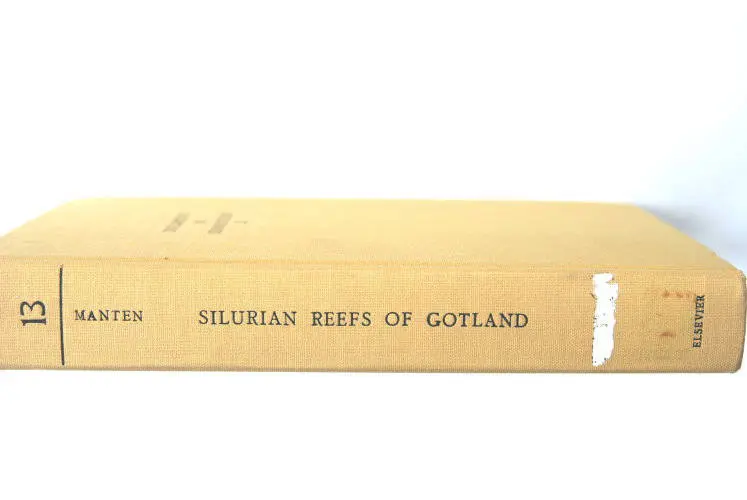 13
MANTEN
SILURIAN REEFS OF GOTLAND
ELSEVIER